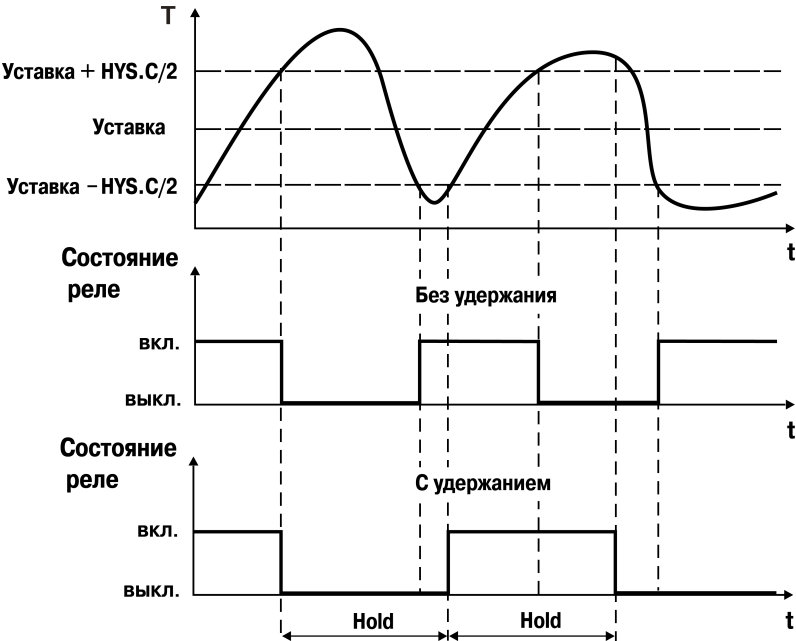 T
Уставка + HYS.C/2
Уставка
Уставка – HYS.C/2
t
Состояние
реле
Без удержания
ВКЛ.
ВЫКЛ.
t
Состояние
реле
С удержанием
ВКЛ.
ВЫКЛ.
t
Hold
Hold